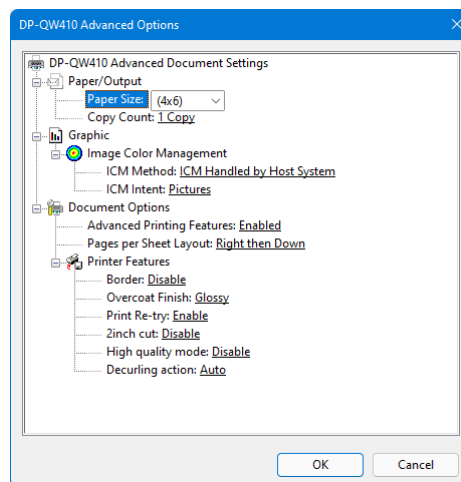 DP-QW410 Advanced Options
DP-QW410 Advanced Document Settings
Paper/Output
Paper Size: (4x6)
Copy Count: 1 Copy
Graphic
Image Color Management
ICM Method: ICM Handled by Host System
ICM Intent: Pictures
Document Options
Advanced Printing Features: Enabled
Pages per Sheet Layout: Right then Down
Printer Features
Border: Disable
Overcoat Finish: Glossy
Print Re-try: Enable
2inch cut: Disable
High quality mode: Disable
Decurling action: Auto
OK Cancel